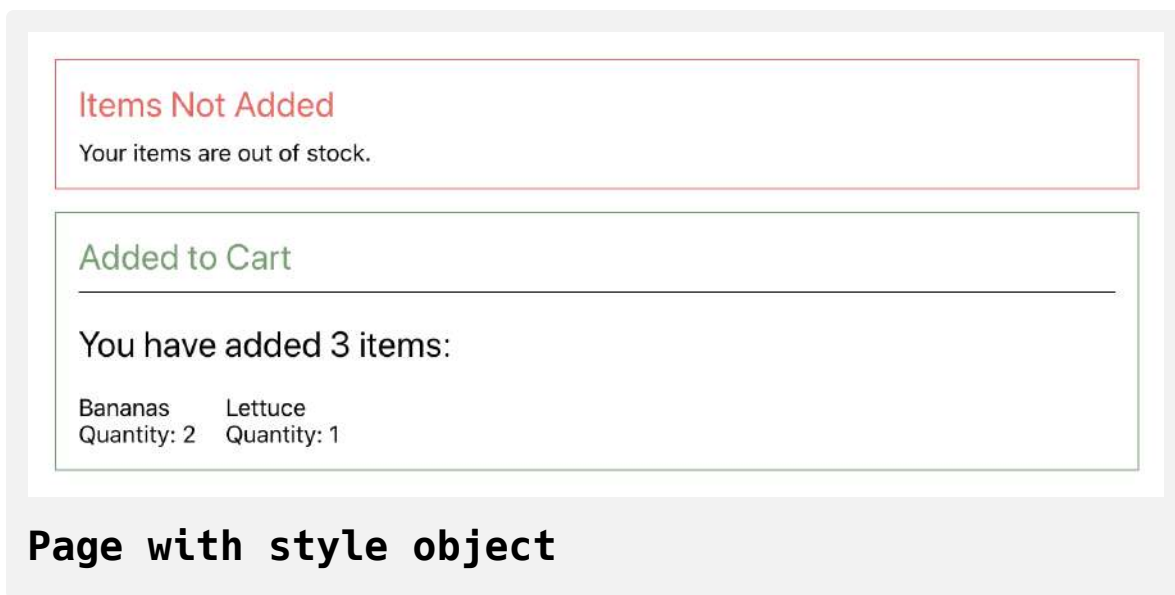 Items Not Added
Your items are out of stock.
Added to Cart
You have added 3 items:
Bananas Lettuce
Quantity: 2 Quantity: 1
Page with style object